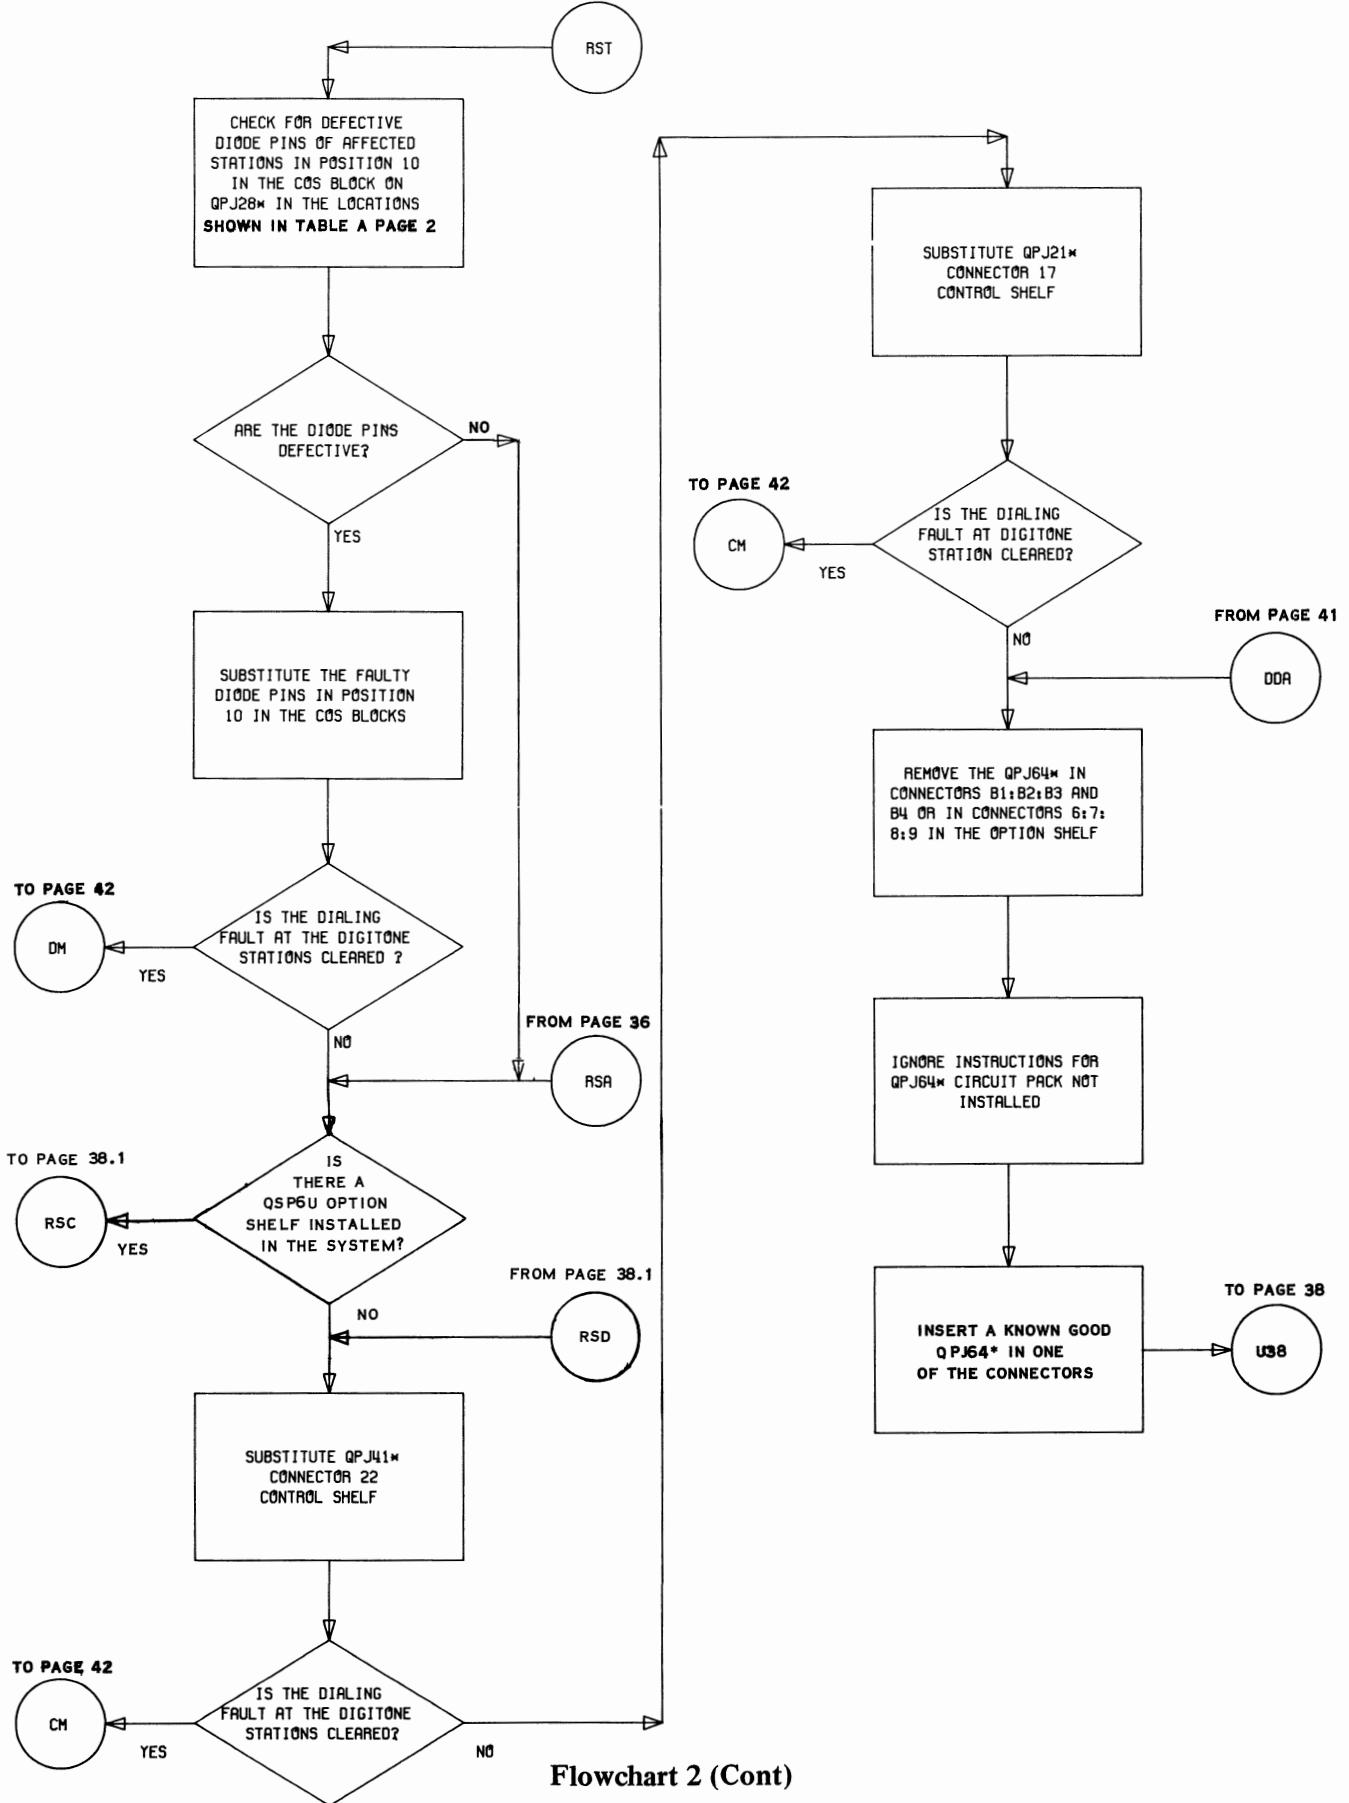 RST
CHECK FOR DEFECTIVE
DIODE PINS OF AFFECTED
STATIONS IN POSITION 10
IN THE COS BLOCK ON
QPJ28* IN THE LOCATIONS
SHOWN IN TABLE A PAGE 2
ARE THE DIODE PINS
DEFECTIVE?
NO
YES
SUBSTITUTE THE FAULTY
DIODE PINS IN POSITION
10 IN THE COS BLOCKS
TO PAGE 42
DM
YES
IS THE DIALING
FAULT AT THE DIGITONE
STATIONS CLEARED ?
NO
FROM PAGE 36
RSA
TO PAGE 38.1
RSC
YES
IS
THERE A
QSP6U OPTION
SHELF INSTALLED
IN THE SYSTEM?
NO
FROM PAGE 38.1
RSD
SUBSTITUTE QPJ41*
CONNECTOR 22
CONTROL SHELF
TO PAGE 42
CM
YES
IS THE DIALING
FAULT AT THE DIGITONE
STATIONS CLEARED?
NO
SUBSTITUTE QPJ21*
CONNECTOR 17
CONTROL SHELF
TO PAGE 42
CM
YES
IS THE DIALING
FAULT AT DIGITONE
STATION CLEARED?
NO
FROM PAGE 41
DDA
REMOVE THE QPJ64* IN
CONNECTORS B1:B2:B3 AND
B4 OR IN CONNECTORS 6:7:
8:9 IN THE OPTION SHELF
IGNORE INSTRUCTIONS FOR
QPJ64* CIRCUIT PACK NOT
INSTALLED
INSERT A KNOWN GOOD
QPJ64* IN ONE
OF THE CONNECTORS
TO PAGE 38
U38
Flowchart 2 (Cont)